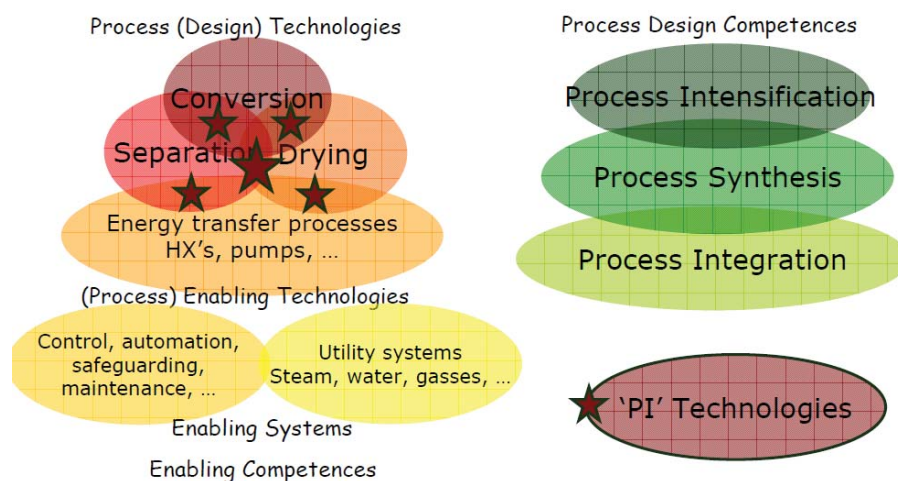 Process (Design) Technologies
Conversion
Separation
Drying
Energy transfer processes
HX's, pumps, ...
(Process) Enabling Technologies
Control, automation,
safeguarding,
maintenance, ...
Utility systems
Steam, water, gasses, ...
Enabling Systems
Enabling Competences
Process Design Competences
Process Intensification
Process Synthesis
Process Integration
‘PI’ Technologies